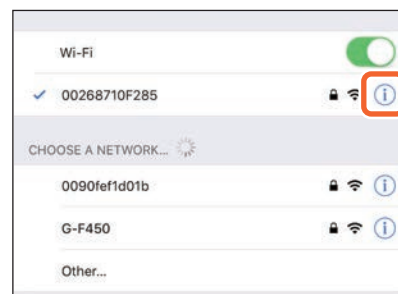 Wi-Fi
00268710F285
CHOOSE A NETWORK...
0090fef1d01b
G-F450
Other...